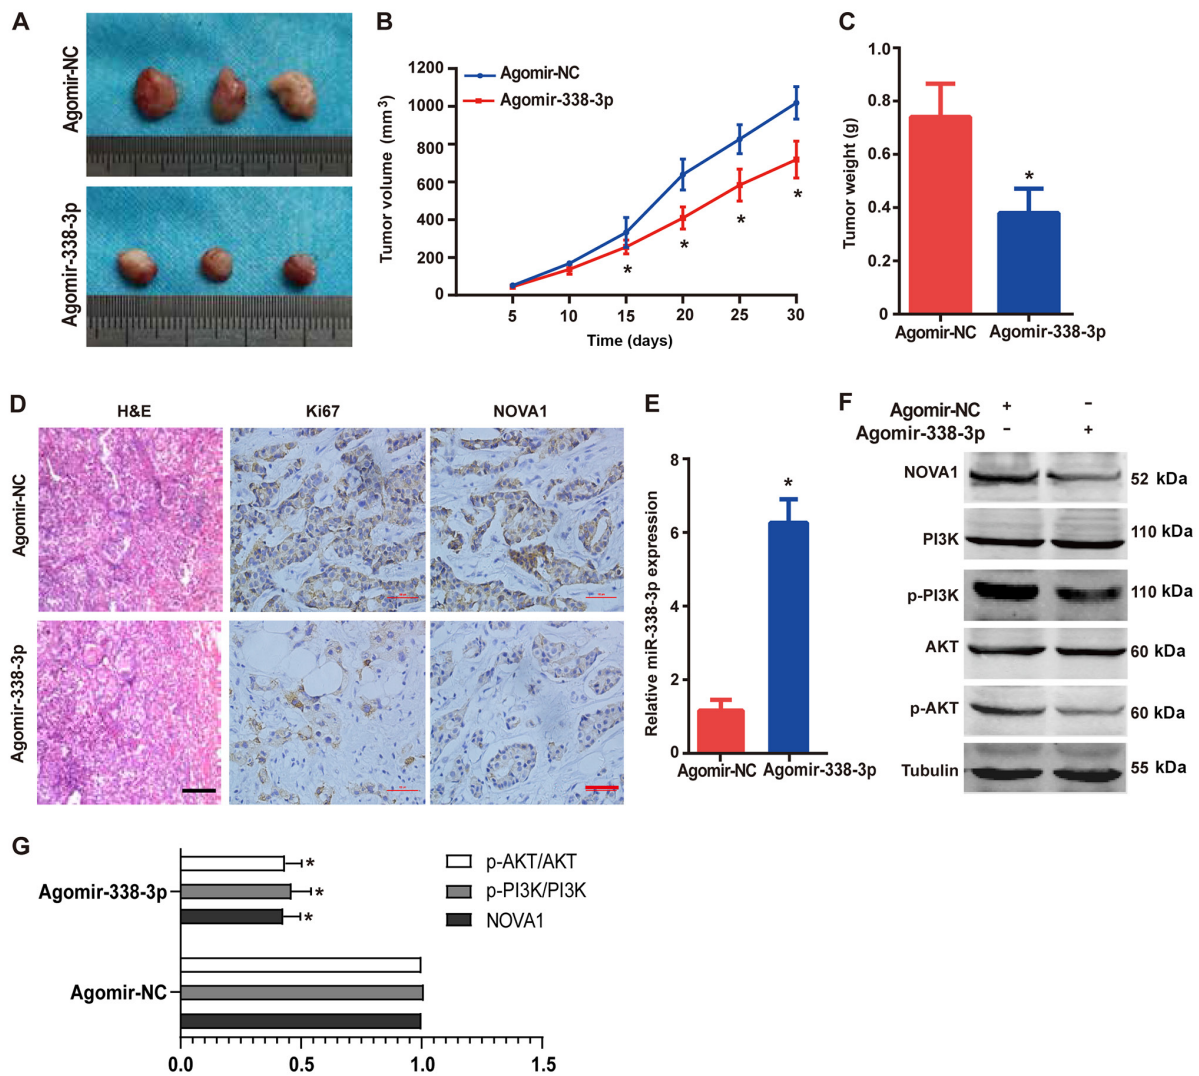 A
Agomir-NC
Agomir-338-3p
B
Tumor volume (mm3)
1200
1000
800
600
400
200
0
Agomir-NC
Agomir-338-3p
*
*
*
*
5 10 15 20 25 30
Time (days)
C
Tumor weight (g)
1.0
0.8
0.6
0.4
0.2
0
*
Agomir-NC Agomir-338-3p
D
H&E Ki67 NOVA1
Agomir-NC
Agomir-338-3p
E
Relative miR-338-3p expression
8
6
4
2
0
*
Agomir-NC Agomir-338-3p
F
Agomir-NC + -
Agomir-338-3p - +
NOVA1 52 kDa
PI3K 110 kDa
p-PI3K 110 kDa
AKT 60 kDa
p-AKT 60 kDa
Tubulin 55 kDa
G
Agomir-338-3p
*
*
*
Agomir-NC
p-AKT/AKT
p-PI3K/PI3K
NOVA1
0.0 0.5 1.0 1.5